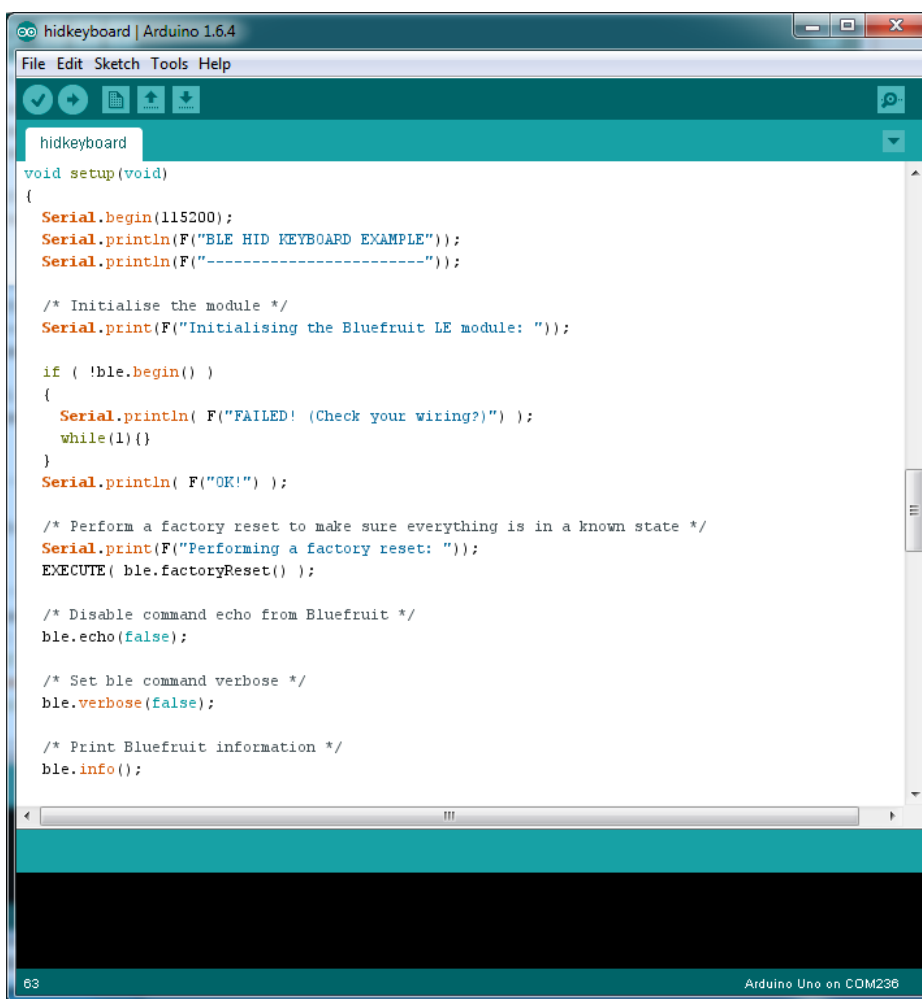 hidkeyboard | Arduino 1.6.4
File Edit Sketch Tools Help
hidkeyboard
void setup(void)
{
  Serial.begin(115200);
  Serial.println(F("BLE HID KEYBOARD EXAMPLE"));
  Serial.println(F("------------------------"));

  /* Initialise the module */
  Serial.print(F("Initialising the Bluefruit LE module: "));

  if ( !ble.begin() )
  {
    Serial.println( F("FAILED! (Check your wiring?)") );
    while(1){}
  }
  Serial.println( F("OK!") );

  /* Perform a factory reset to make sure everything is in a known state */
  Serial.print(F("Performing a factory reset: "));
  EXECUTE( ble.factoryReset() );

  /* Disable command echo from Bluefruit */
  ble.echo(false);

  /* Set ble command verbose */
  ble.verbose(false);

  /* Print Bluefruit information */
  ble.info();
63 Arduino Uno on COM236